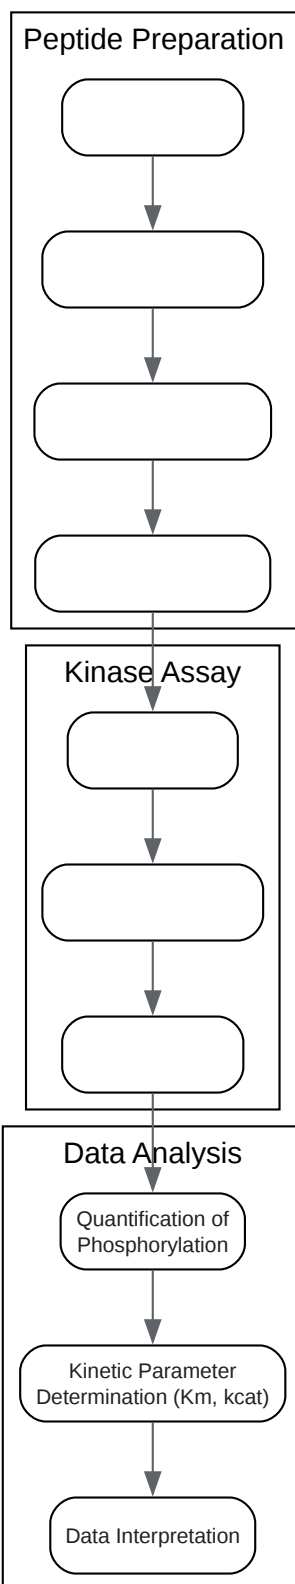 Peptide Preparation
Kinase Assay
Data Analysis
Quantification of
Phosphorylation
Kinetic Parameter
Determination (Km, kcat)
Data Interpretation